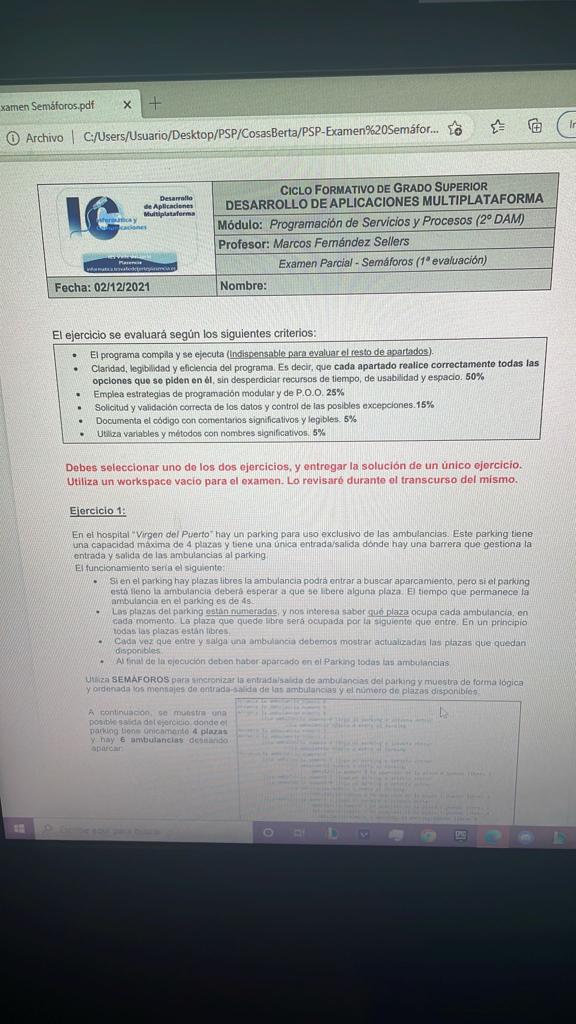 xamen Semáforos.pdf
Archivo | C:/Users/Usuario/Desktop/PSP/CosasBerta/PSP-Examen%20Semáfor...
Desarrollo
de Aplicaciones
Multiplataforma
CICLO FORMATIVO DE GRADO SUPERIOR
DESARROLLO DE APLICACIONES MULTIPLATAFORMA
Módulo: Programación de Servicios y Procesos (2º DAM)
Profesor: Marcos Fernández Sellers
Examen Parcial - Semáforos (1ª evaluación)
Fecha: 02/12/2021
Nombre:
El ejercicio se evaluará según los siguientes criterios:
• El programa compila y se ejecuta (Indispensable para evaluar el resto de apartados).
• Claridad, legibilidad y eficiencia del programa. Es decir, que cada apartado realice correctamente todas las
opciones que se piden en él, sin desperdiciar recursos de tiempo, de usabilidad y espacio. 50%
• Emplea estrategias de programación modular y de P.O.O. 25%
• Solicitud y validación correcta de los datos y control de las posibles excepciones.15%
• Documenta el código con comentarios significativos y legibles. 5%
• Utiliza variables y métodos con nombres significativos. 5%
Debes seleccionar uno de los dos ejercicios, y entregar la solución de un único ejercicio.
Utiliza un workspace vacío para el examen. Lo revisaré durante el transcurso del mismo.
Ejercicio 1:
En el hospital "Virgen del Puerto" hay un parking para uso exclusivo de las ambulancias. Este parking tiene
una capacidad máxima de 4 plazas y tiene una única entrada/salida dónde hay una barrera que gestiona la
entrada y salida de las ambulancias al parking.
El funcionamiento sería el siguiente:
• Si en el parking hay plazas libres la ambulancia podrá entrar a buscar aparcamiento, pero si el parking
está lleno la ambulancia deberá esperar a que se libere alguna plaza. El tiempo que permanece la
ambulancia en el parking es de 4s.
• Las plazas del parking están numeradas, y nos interesa saber qué plaza ocupa cada ambulancia, en
cada momento. La plaza que quede libre será ocupada por la siguiente que entre. En un principio
todas las plazas están libres.
• Cada vez que entre y salga una ambulancia debemos mostrar actualizadas las plazas que quedan
disponibles.
• Al final de la ejecución deben haber aparcado en el Parking todas las ambulancias.
Utiliza SEMÁFOROS para sincronizar la entrada/salida de ambulancias del parking y muestra de forma lógica
y ordenada los mensajes de entrada-salida de las ambulancias y el número de plazas disponibles.
A continuación, se muestra una
posible salida del ejercicio, donde el
parking tiene únicamente 4 plazas
y hay 6 ambulancias deseando
aparcar: